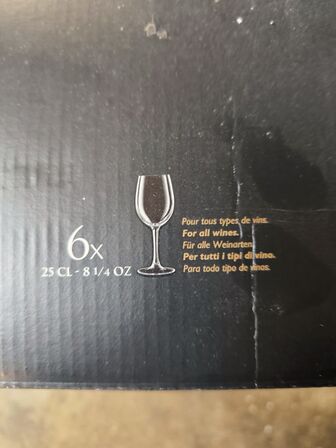 6x
25 CL - 8 1/4 OZ
Pour tous types de vins.
For all wines.
Für alle Weinarten.
Per tutti i tipi di vino.
Para todo tipo de vinos.